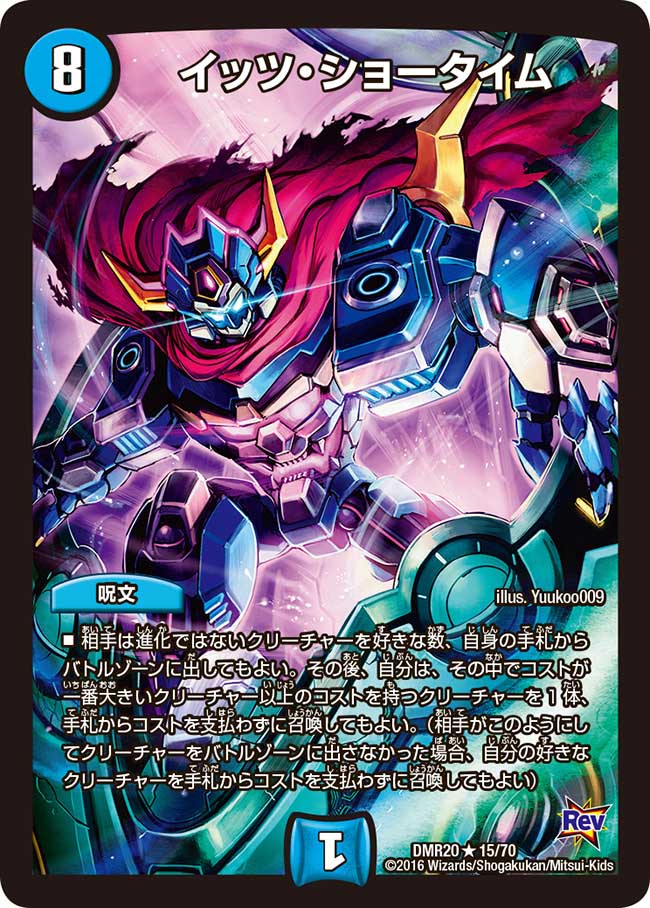 8
イッツ・ショータイム
呪文
illus. Yuukoo009
■ 相手は進化ではないクリーチャーを好きな数、自身の手札から
バトルゾーンに出してもよい。その後、自分は、その中でコストが
一番大きいクリーチャー以上のコストを持つクリーチャーを1体、
手札からコストを支払わずに召喚してもよい。(相手がこのようにし
てクリーチャーをバトルゾーンに出さなかった場合、自分の好きな
クリーチャーを手札からコストを支払わずに召喚してもよい)
1
Rev
DMR20★15/70
©2016 Wizards/Shogakukan/Mitsui-Kids